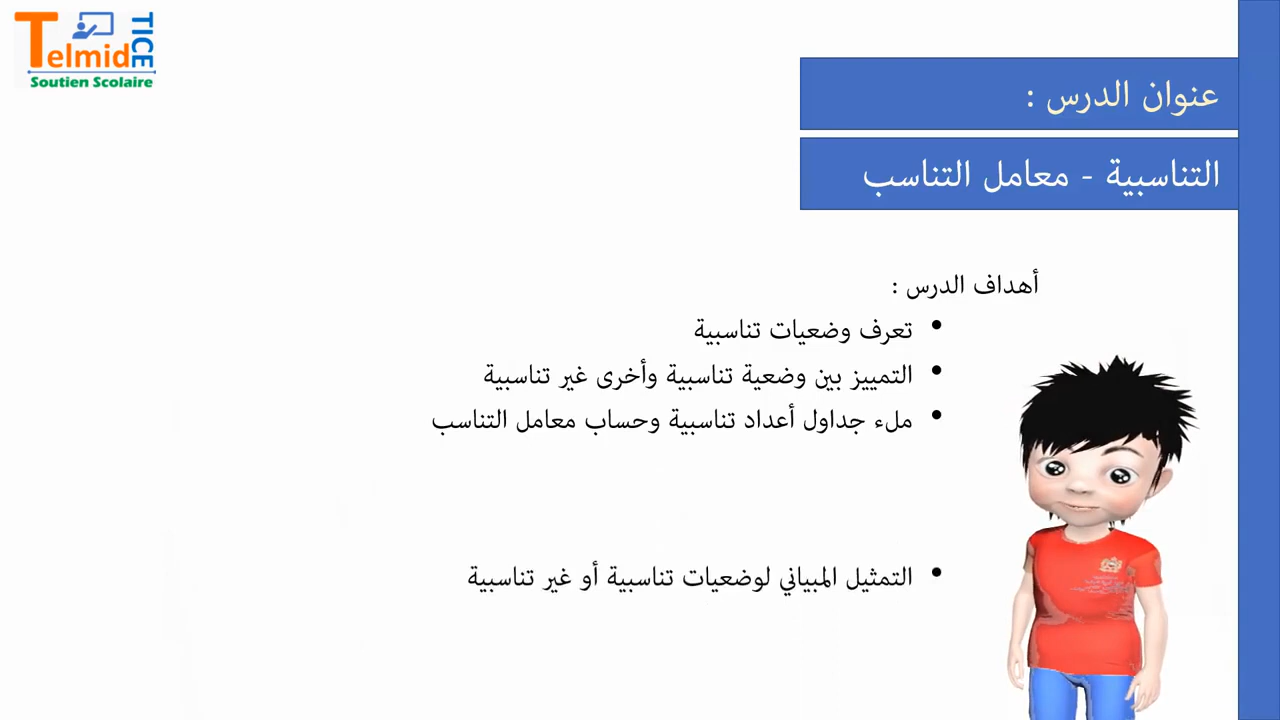 Telmid TICE
Soutien Scolaire
عنوان الدرس :
التناسبية - معامل التناسب
أهداف الدرس :
• تعرف وضعيات تناسبية
• التمييز بين وضعية تناسبية وأخرى غير تناسبية
• ملء جداول أعداد تناسبية وحساب معامل التناسب
• التمثيل المبياني لوضعيات تناسبية أو غير تناسبية